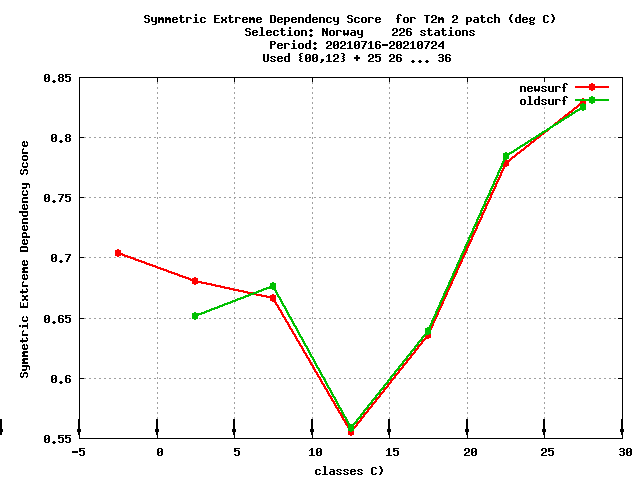 Symmetric Extreme Dependency Score for T2m 2 patch (deg C)
Selection: Norway 226 stations
Period: 20210716-20210724
Used {00,12} + 25 26 ... 36
newsurf
oldsurf
Symmetric Extreme Dependency Score
0.85
0.8
0.75
0.7
0.65
0.6
0.55
-5 0 5 10 15 20 25 30
classes C)